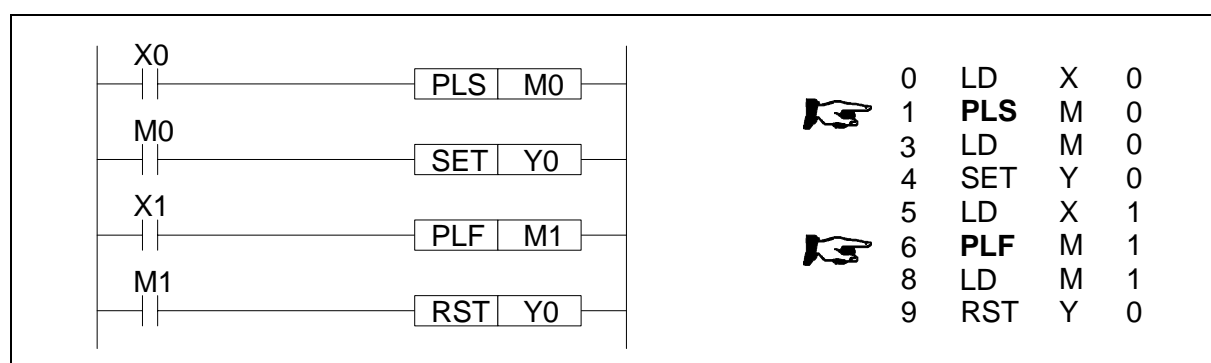 X0
PLS M0
M0
SET Y0
X1
PLF M1
M1
RST Y0
0 LD X 0
1 PLS M 0
3 LD M 0
4 SET Y 0
5 LD X 1
6 PLF M 1
8 LD M 1
9 RST Y 0